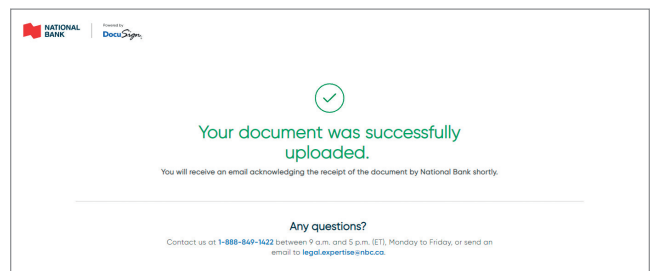 NATIONAL
BANK
Powered by
DocuSign
Your document was successfully
uploaded.
You will receive an email acknowledging the receipt of the document by National Bank shortly.
Any questions?
Contact us at 1-888-849-1422 between 9 a.m. and 5 p.m. (ET), Monday to Friday, or send an
email to legal.expertise@nbc.ca.